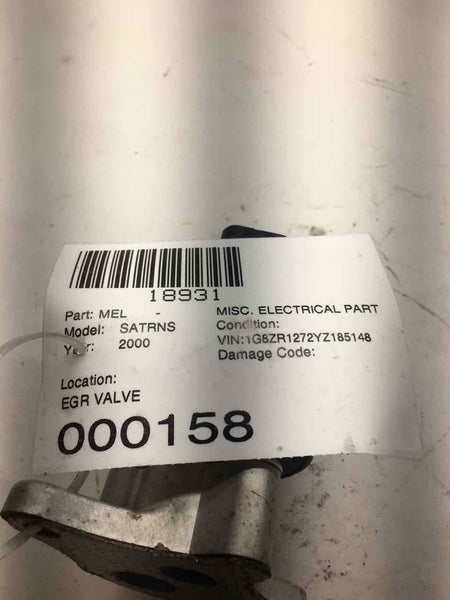 18931
Part: MEL - MISC. ELECTRICAL PART
Model: SATRNS Condition:
Year: 2000 VIN:1G8ZR1272YZ185148
Damage Code:
Location:
EGR VALVE
000158